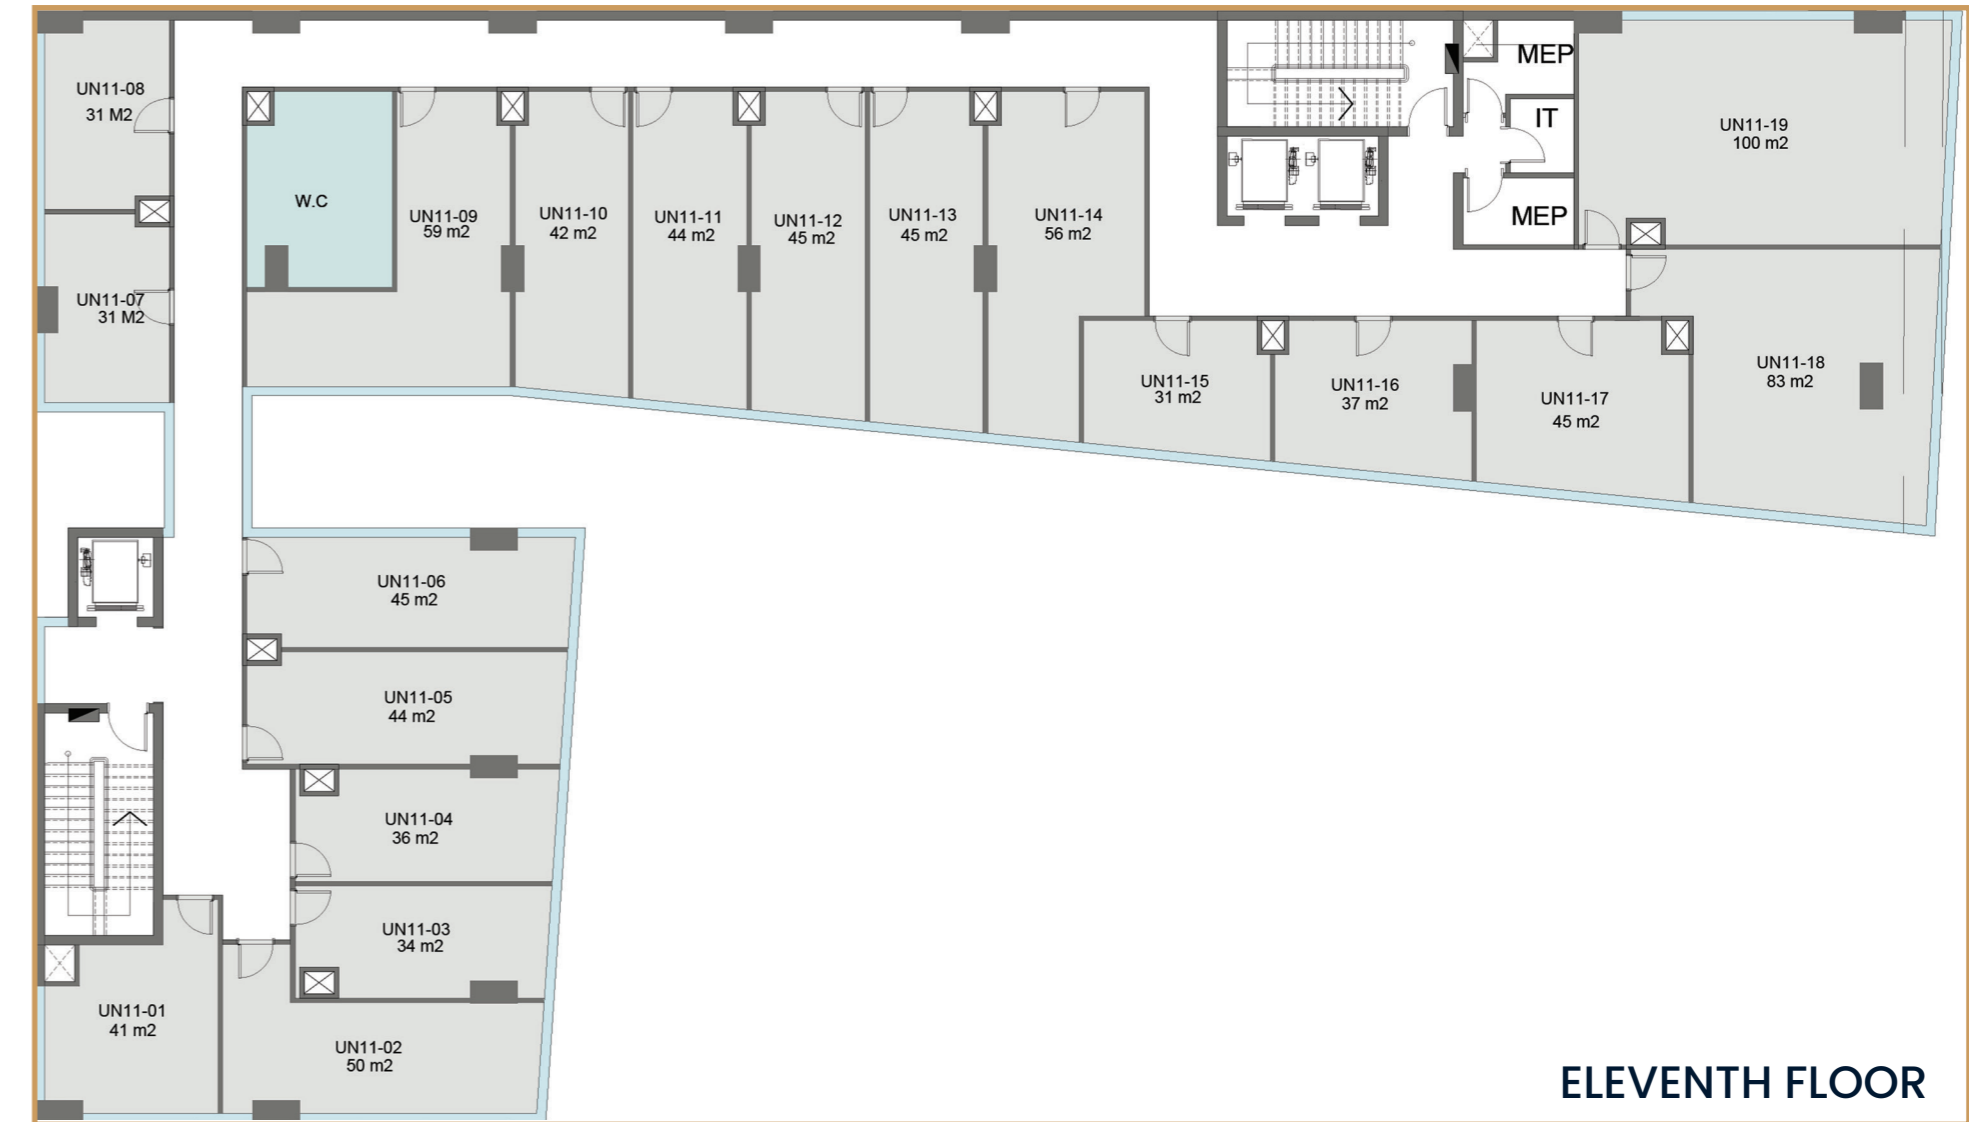 UN11-08
31 M2
UN11-07
31 M2
W.C
UN11-09
59 m2
UN11-10
42 m2
UN11-11
44 m2
UN11-12
45 m2
UN11-13
45 m2
UN11-14
56 m2
MEP
IT
MEP
UN11-19
100 m2
UN11-15
31 m2
UN11-16
37 m2
UN11-17
45 m2
UN11-18
83 m2
UN11-06
45 m2
UN11-05
44 m2
UN11-04
36 m2
UN11-03
34 m2
UN11-01
41 m2
UN11-02
50 m2
ELEVENTH FLOOR